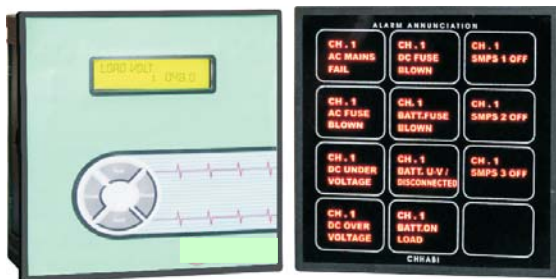 LOAD VOLT.
: 048.0
ALARM ANNUNCIATION
CH . 1
AC MAINS
FAIL
CH . 1
DC FUSE
BLOWN
CH . 1
SMPS 1 OFF
CH . 1
AC FUSE
BLOWN
CH . 1
BATT.FUSE
BLOWN
CH . 1
SMPS 2 OFF
CH . 1
DC UNDER
VOLTAGE
CH . 1
BATT. U-V /
DISCONNECTED
CH . 1
SMPS 3 OFF
CH . 1
DC OVER
VOLTAGE
CH . 1
BATT.ON
LOAD
CHHABI